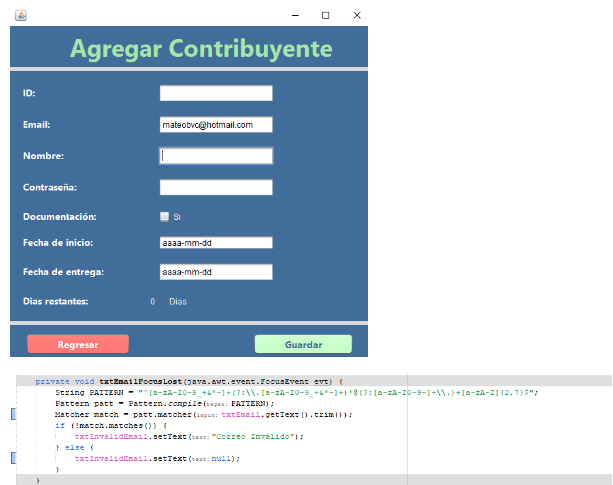 Agregar Contribuyente
ID:
Email: mateobvc@hotmail.com
Nombre:
Contraseña:
Documentación: Si
Fecha de inicio: aaaa-mm-dd
Fecha de entrega: aaaa-mm-dd
Dias restantes: 0 Dias
Regresar Guardar
private void txtEmailFocusLost(java.awt.event.FocusEvent evt) {
String PATTERN = "^[a-zA-Z0-9_+&*-]+(?:\\.[a-zA-Z0-9_+&*-]+)*@(?:[a-zA-Z0-9-]+\\.)+[a-zA-Z]{2,7}$";
Pattern patt = Pattern.compile(regex: PATTERN);
Matcher match = patt.matcher(input: txtEmail.getText().trim());
if (!match.matches()) {
txtInvalidEmail.setText(text: "Correo Inválido");
} else {
txtInvalidEmail.setText(text: null);
}
}